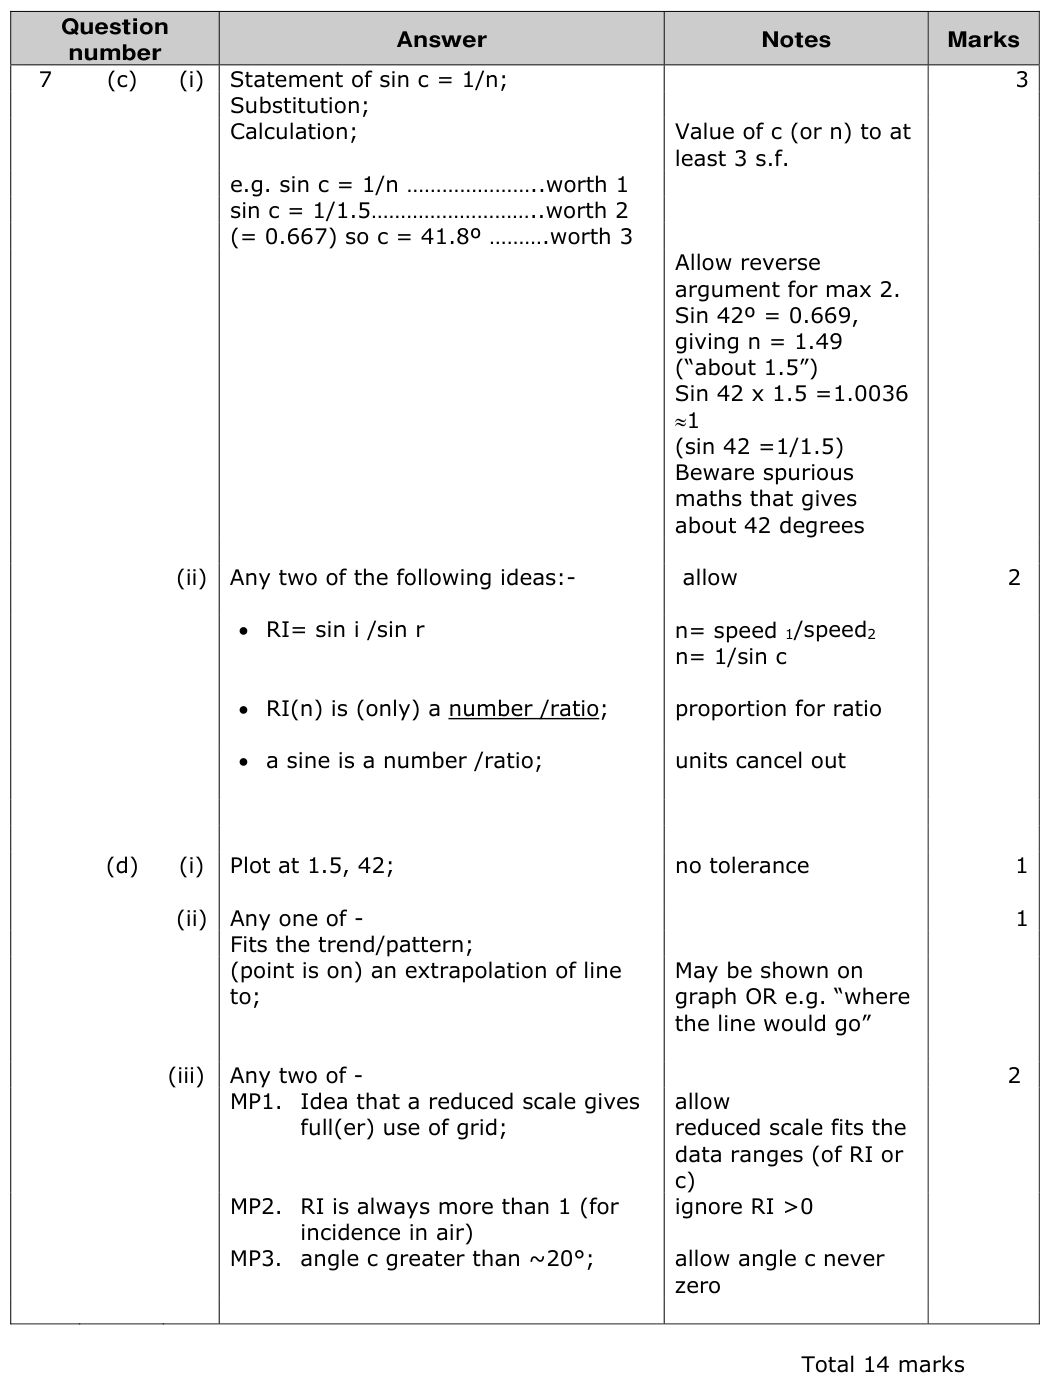 Question number Answer Notes Marks
7 (c) (i) Statement of sin c = 1/n; 3
Substitution;
Calculation; Value of c (or n) to at
least 3 s.f.
e.g. sin c = 1/n …………………..worth 1
sin c = 1/1.5………………………..worth 2
(= 0.667) so c = 41.8º ……….worth 3
Allow reverse
argument for max 2.
Sin 42º = 0.669,
giving n = 1.49
(“about 1.5”)
Sin 42 x 1.5 =1.0036
≈1
(sin 42 =1/1.5)
Beware spurious
maths that gives
about 42 degrees
(ii) Any two of the following ideas:- allow 2
• RI= sin i /sin r n= speed ₁/speed₂
n= 1/sin c
• RI(n) is (only) a number /ratio; proportion for ratio
• a sine is a number /ratio; units cancel out
(d) (i) Plot at 1.5, 42; no tolerance 1
(ii) Any one of - 1
Fits the trend/pattern;
(point is on) an extrapolation of line May be shown on
to; graph OR e.g. “where
the line would go”
(iii) Any two of - 2
MP1. Idea that a reduced scale gives allow
full(er) use of grid; reduced scale fits the
data ranges (of RI or
c)
MP2. RI is always more than 1 (for ignore RI >0
incidence in air)
MP3. angle c greater than ~20°; allow angle c never
zero
Total 14 marks